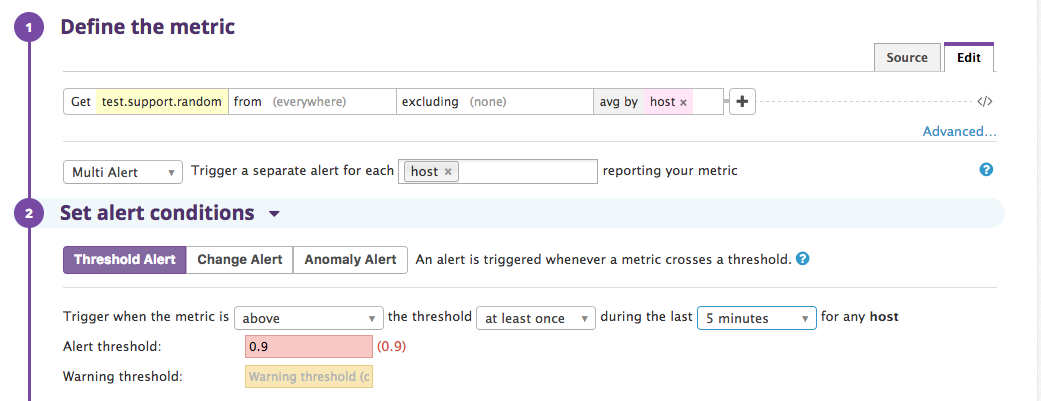 1 Define the metric
Source Edit
Get test.support.random from (everywhere) excluding (none) avg by host × + </>
Advanced...
Multi Alert ▼ Trigger a separate alert for each host × reporting your metric ?
2 Set alert conditions ▼
Threshold Alert Change Alert Anomaly Alert An alert is triggered whenever a metric crosses a threshold. ?
Trigger when the metric is above ▼ the threshold at least once ▼ during the last 5 minutes ▼ for any host
Alert threshold: 0.9 (0.9)
Warning threshold: Warning threshold (c